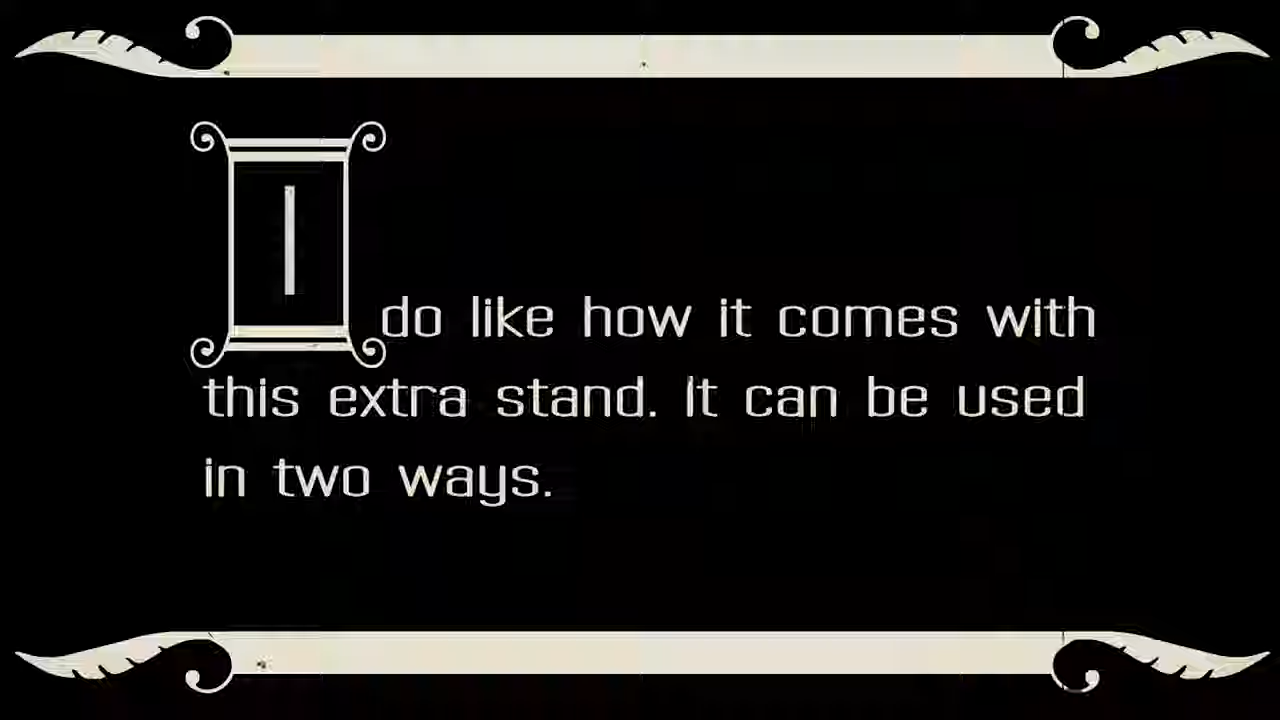 I do like how it comes with
this extra stand. It can be used
in two ways.